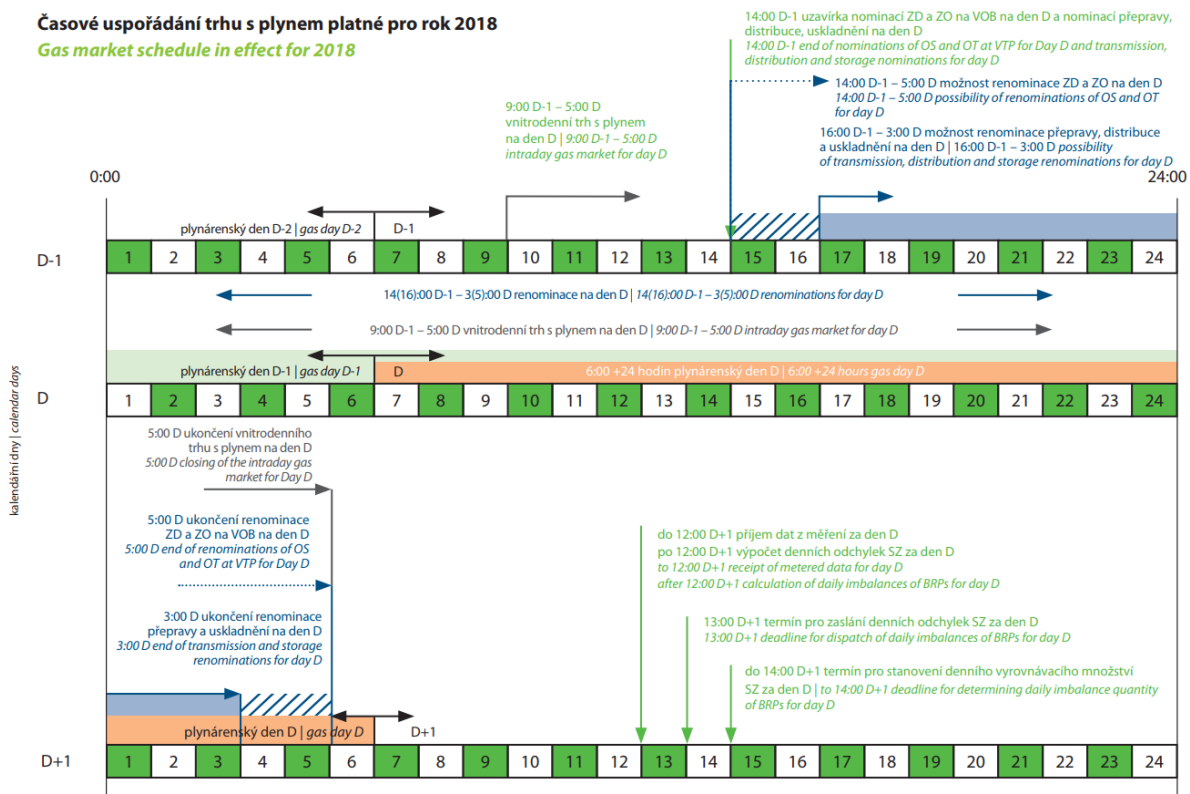 Časové uspořádání trhu s plynem platné pro rok 2018
Gas market schedule in effect for 2018
14:00 D-1 uzavírka nominací ZD a ZO na VOB na den D a nominací přepravy,
distribuce, uskladnění na den D
14:00 D-1 end of nominations of OS and OT at VTP for Day D and transmission,
distribution and storage nominations for day D
14:00 D-1 – 5:00 D možnost renominace ZD a ZO na den D
14:00 D-1 – 5:00 D possibility of renominations of OS and OT
for day D
16:00 D-1 – 3:00 D možnost renominace přepravy, distribuce
a uskladnění na den D | 16:00 D-1 – 3:00 D possibility
of transmission, distribution and storage renominations for day D
9:00 D-1 – 5:00 D
vnitrodenní trh s plynem
na den D | 9:00 D-1 – 5:00 D
intraday gas market for day D
0:00
24:00
plynárenský den D-2 | gas day D-2
D-1
D-1
1 2 3 4 5 6 7 8 9 10 11 12 13 14 15 16 17 18 19 20 21 22 23 24
14(16):00 D-1 – 3(5):00 D renominace na den D | 14(16):00 D-1 – 3(5):00 D renominations for day D
9:00 D-1 – 5:00 D vnitrodenní trh s plynem na den D | 9:00 D-1 – 5:00 D intraday gas market for day D
plynárenský den D-1 | gas day D-1
D
6:00 +24 hodin plynárenský den D | 6:00 +24 hours gas day D
D
1 2 3 4 5 6 7 8 9 10 11 12 13 14 15 16 17 18 19 20 21 22 23 24
kalendářní dny | calendar days
5:00 D ukončení vnitrodenního
trhu s plynem na den D
5:00 D closing of the intraday gas
market for Day D
5:00 D ukončení renominace
ZD a ZO na VOB na den D
5:00 D end of renominations of OS
and OT at VTP for Day D
3:00 D ukončení renominace
přepravy a uskladnění na den D
3:00 D end of transmission and storage
renominations for day D
do 12:00 D+1 příjem dat z měření za den D
po 12:00 D+1 výpočet denních odchylek SZ za den D
to 12:00 D+1 receipt of metered data for day D
after 12:00 D+1 calculation of daily imbalances of BRPs for day D
13:00 D+1 termín pro zaslání denních odchylek SZ za den D
13:00 D+1 deadline for dispatch of daily imbalances of BRPs for day D
do 14:00 D+1 termín pro stanovení denního vyrovnávacího množství
SZ za den D | to 14:00 D+1 deadline for determining daily imbalance quantity
of BRPs for day D
plynárenský den D | gas day D
D+1
D+1
1 2 3 4 5 6 7 8 9 10 11 12 13 14 15 16 17 18 19 20 21 22 23 24